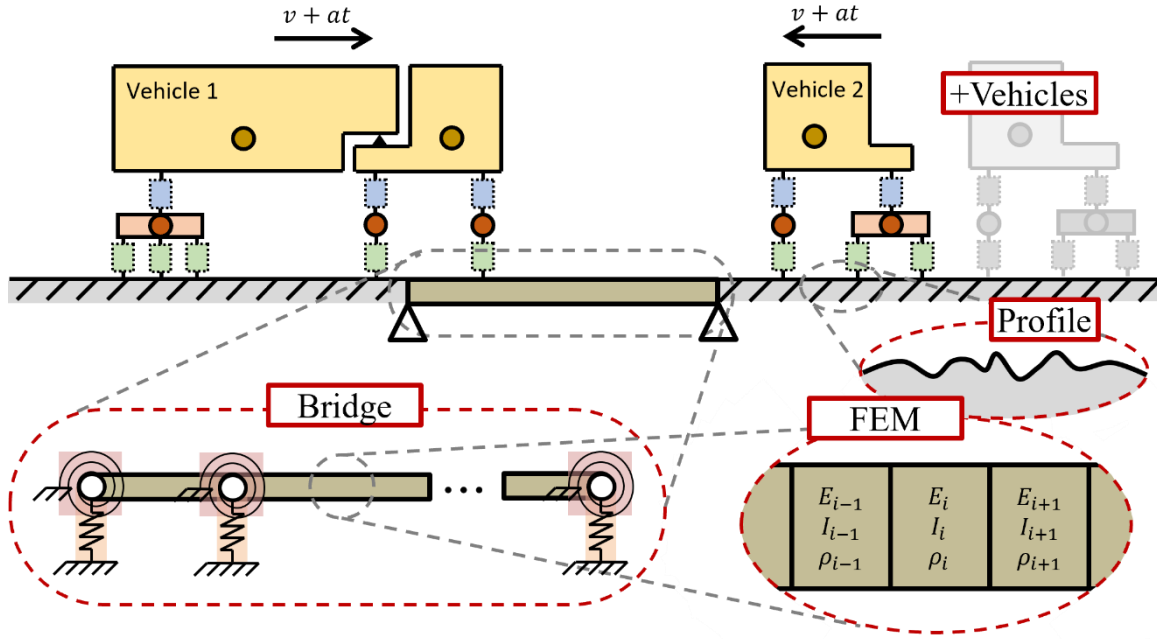 v + at
v + at
Vehicle 1
Vehicle 2
+Vehicles
Profile
Bridge
FEM
...
E_{i−1} E_i E_{i+1}
I_{i−1} I_i I_{i+1}
ρ_{i−1} ρ_i ρ_{i+1}